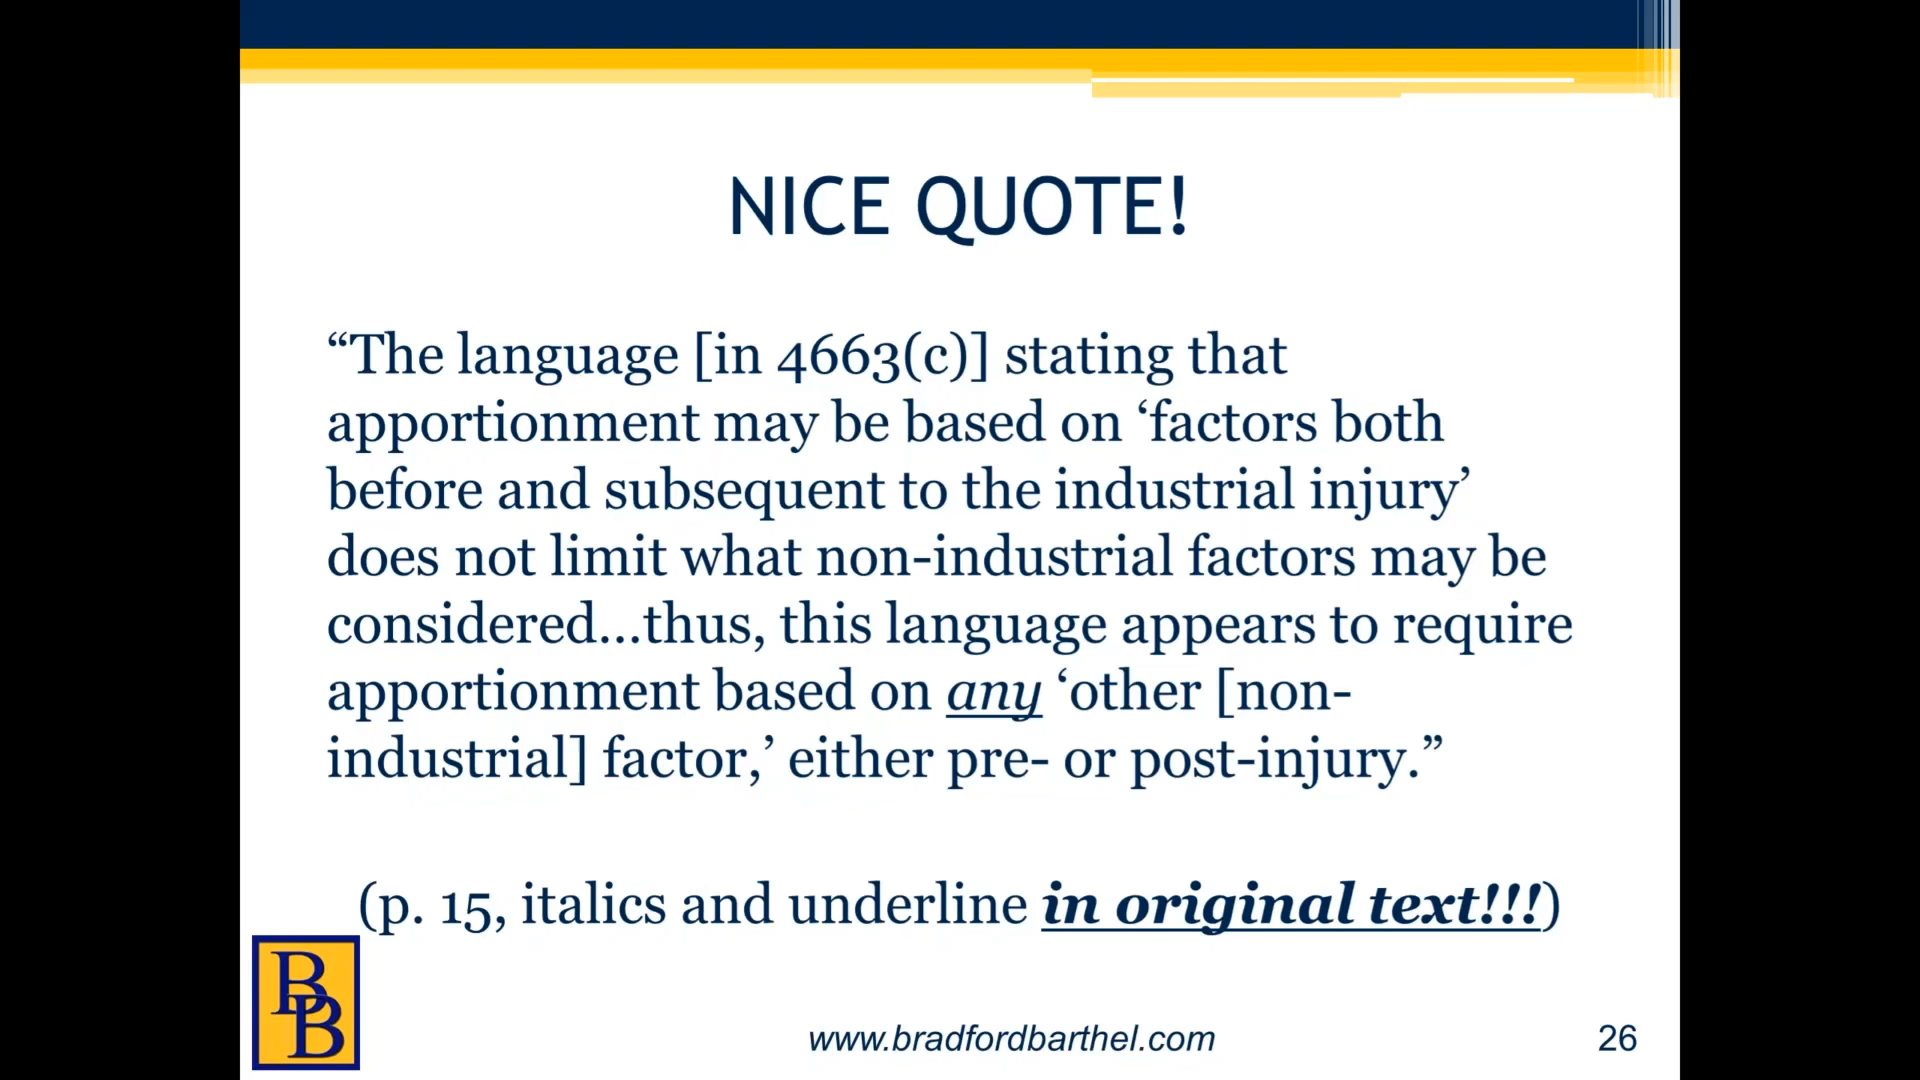 NICE QUOTE!
“The language [in 4663(c)] stating that
apportionment may be based on ‘factors both
before and subsequent to the industrial injury’
does not limit what non-industrial factors may be
considered…thus, this language appears to require
apportionment based on any ‘other [non-
industrial] factor,’ either pre- or post-injury.”
(p. 15, italics and underline in original text!!!)
BB
www.bradfordbarthel.com
26